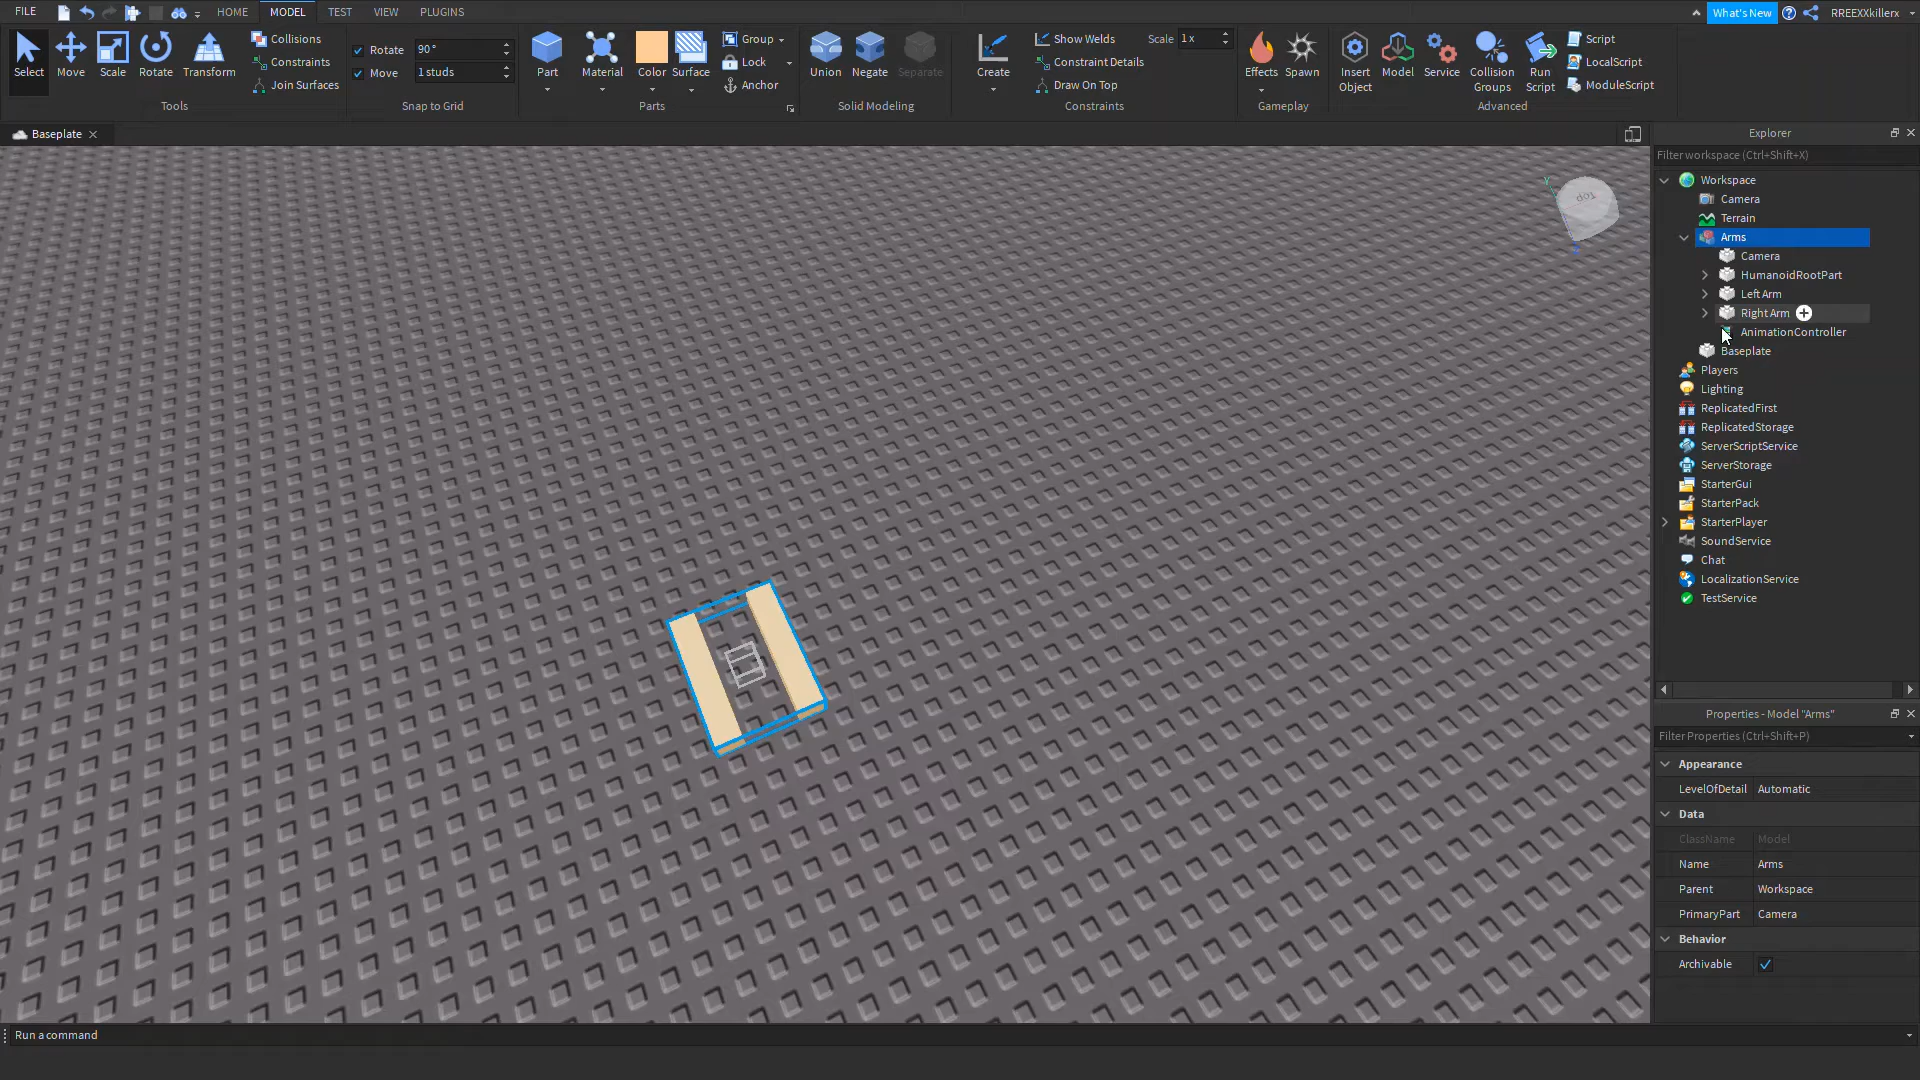 FILE HOME MODEL TEST VIEW PLUGINS What's New RREEXXkillerx
Select Move Scale Rotate Transform
Collisions
Constraints
Join Surfaces
Tools
Rotate 90°
Move 1 studs
Snap to Grid
Part Material Color Surface
Group
Lock
Anchor
Parts
Union Negate Separate
Solid Modeling
Create
Show Welds Scale 1x
Constraint Details
Draw On Top
Constraints
Effects Spawn
Gameplay
Insert Object
Model Service
Collision Groups
Run Script
Script
LocalScript
ModuleScript
Advanced
Baseplate
Top
Y
Z
Explorer
Filter workspace (Ctrl+Shift+X)
Workspace
Camera
Terrain
Arms
Camera
HumanoidRootPart
Left Arm
Right Arm
AnimationController
Baseplate
Players
Lighting
ReplicatedFirst
ReplicatedStorage
ServerScriptService
ServerStorage
StarterGui
StarterPack
StarterPlayer
SoundService
Chat
LocalizationService
TestService
Properties - Model "Arms"
Filter Properties (Ctrl+Shift+P)
Appearance
LevelOfDetail Automatic
Data
ClassName Model
Name Arms
Parent Workspace
PrimaryPart Camera
Behavior
Archivable
Run a command